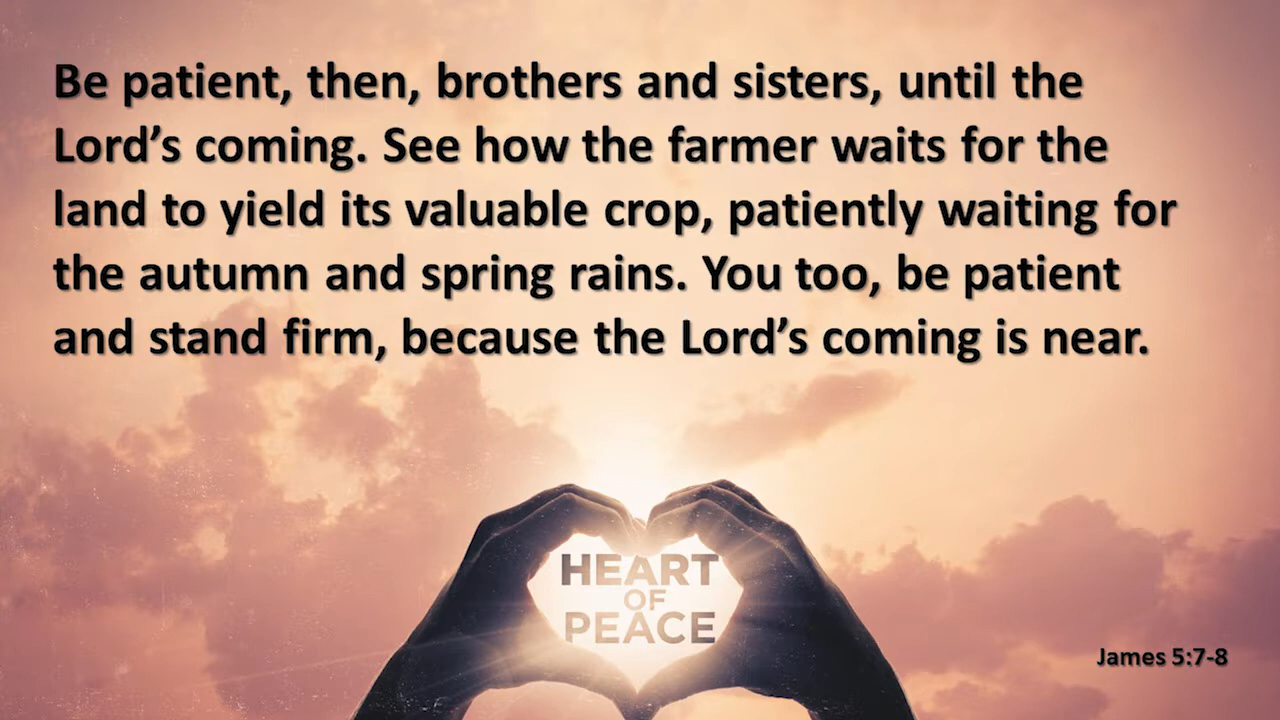 Be patient, then, brothers and sisters, until the
Lord’s coming. See how the farmer waits for the
land to yield its valuable crop, patiently waiting for
the autumn and spring rains. You too, be patient
and stand firm, because the Lord’s coming is near.
HEART
OF
PEACE
James 5:7-8